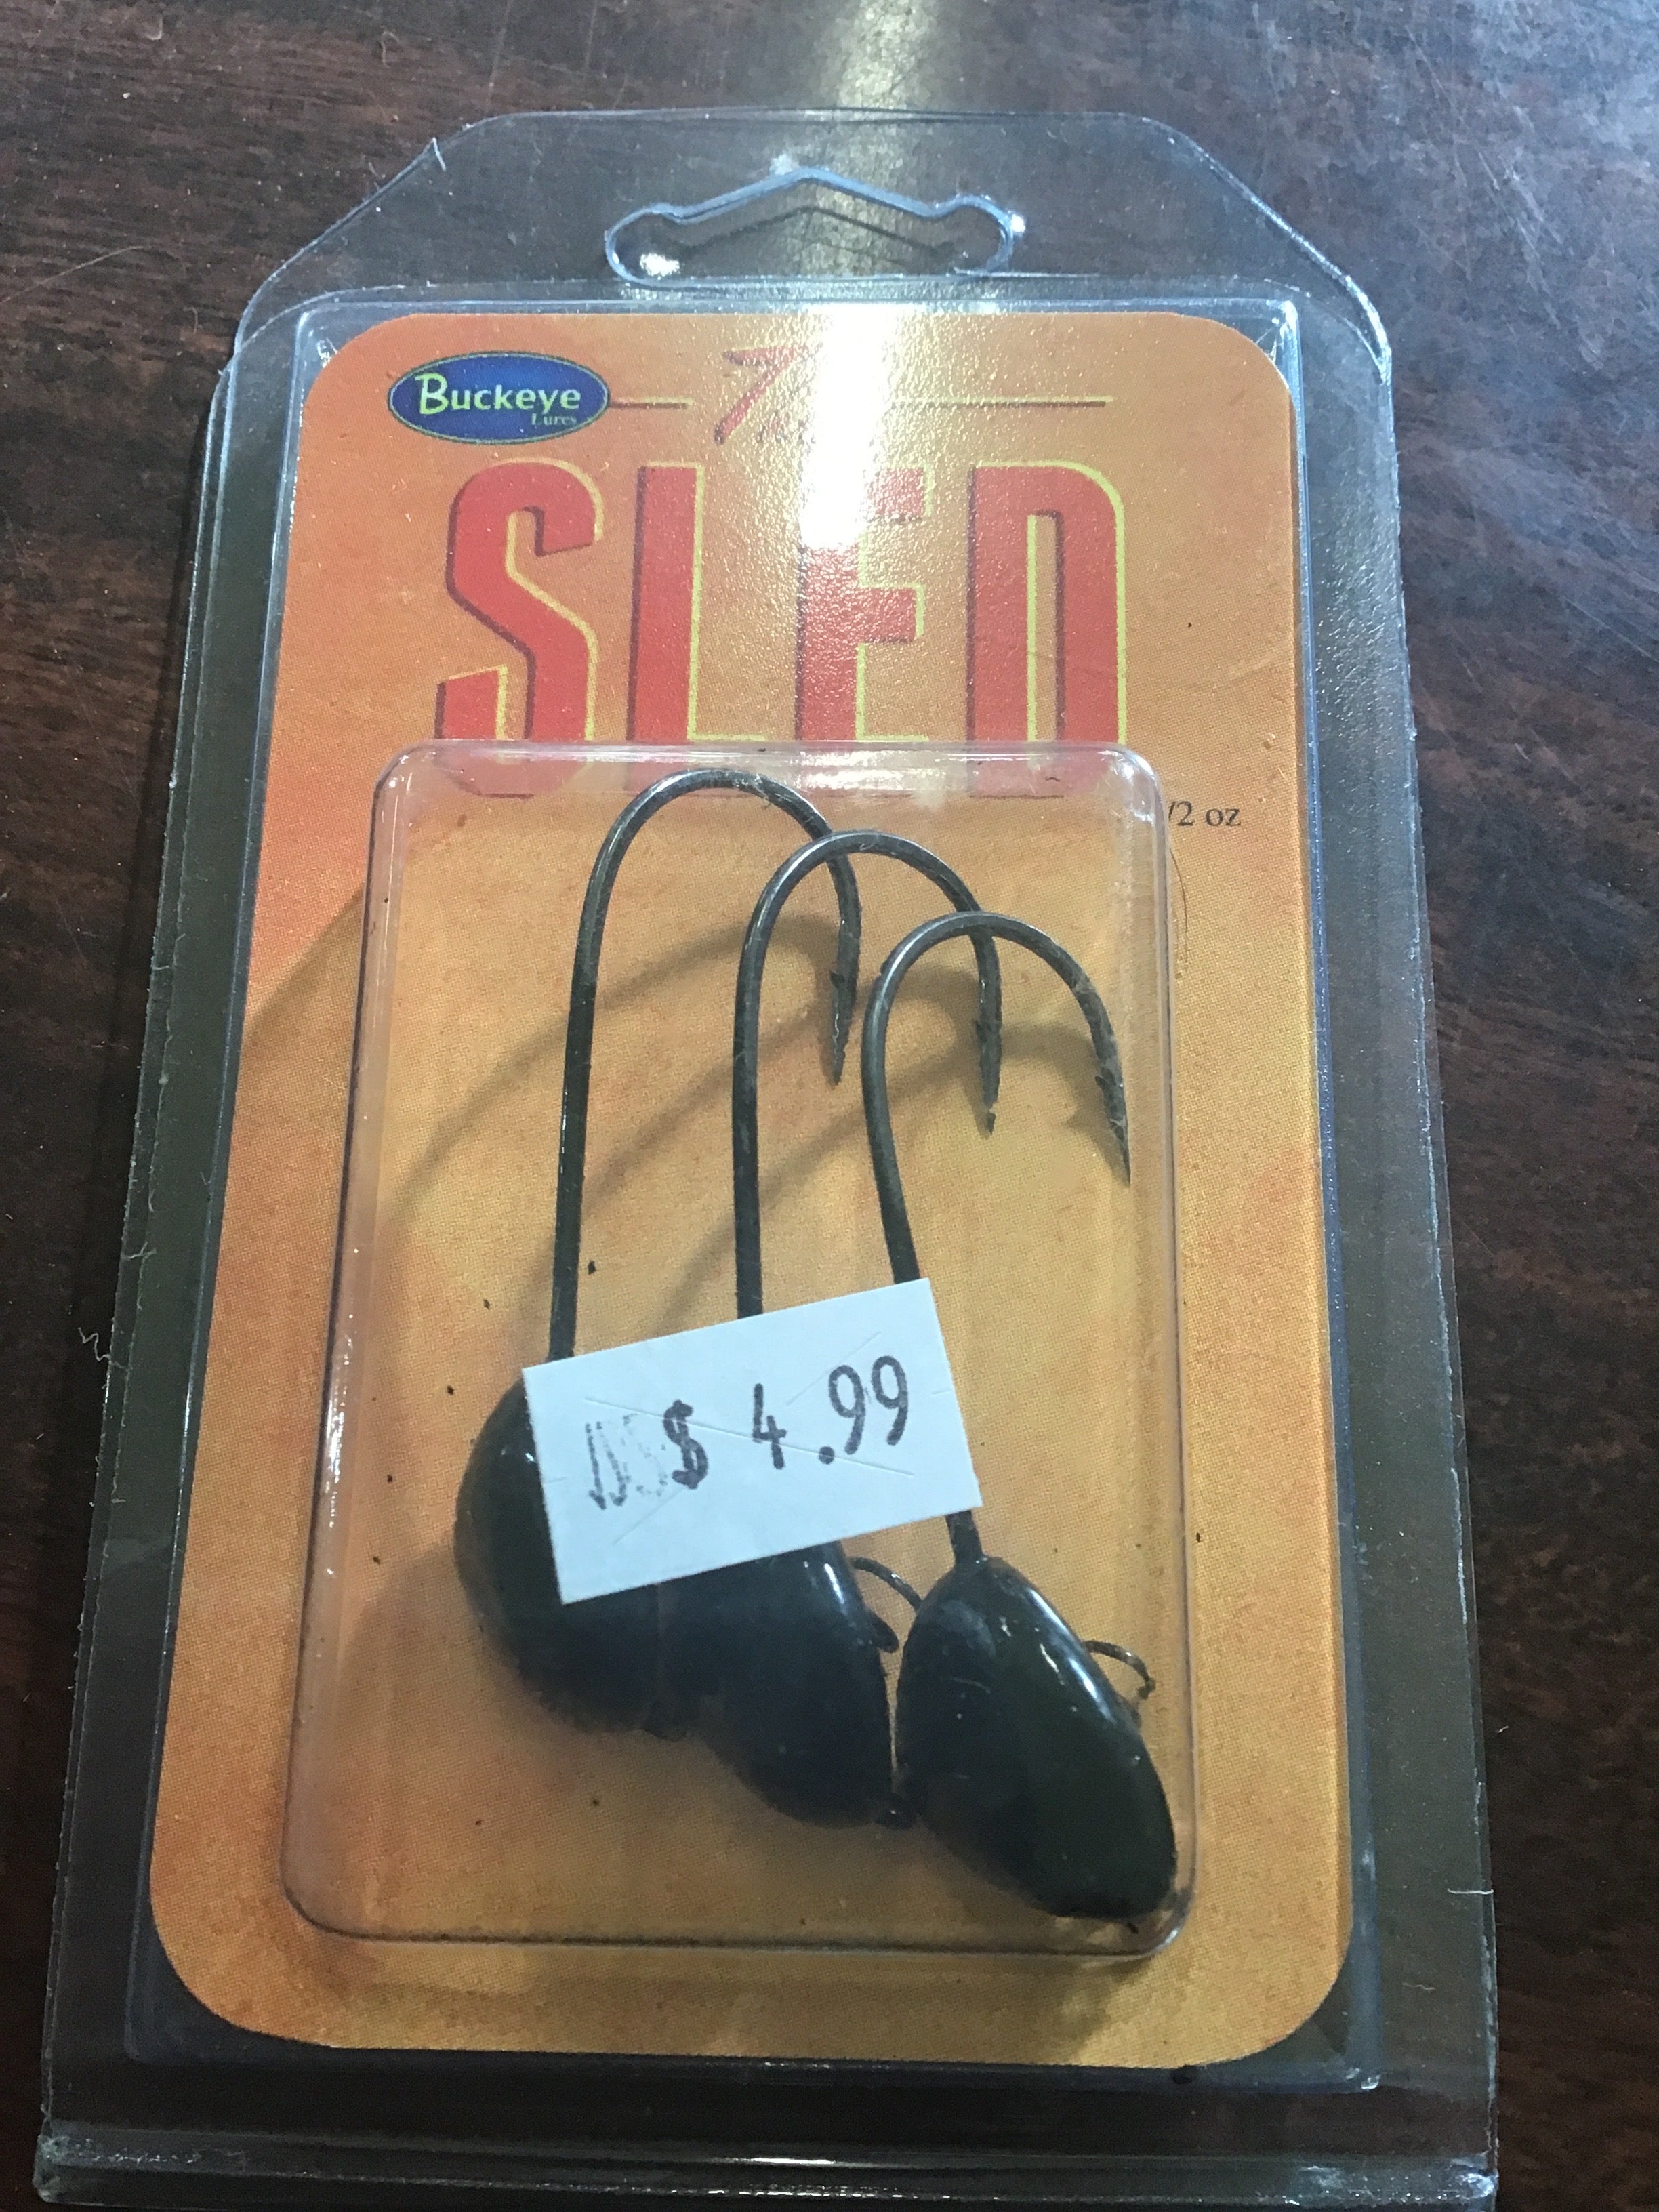 Buckeye
Lures
SLED
/2 oz
$ 4.99